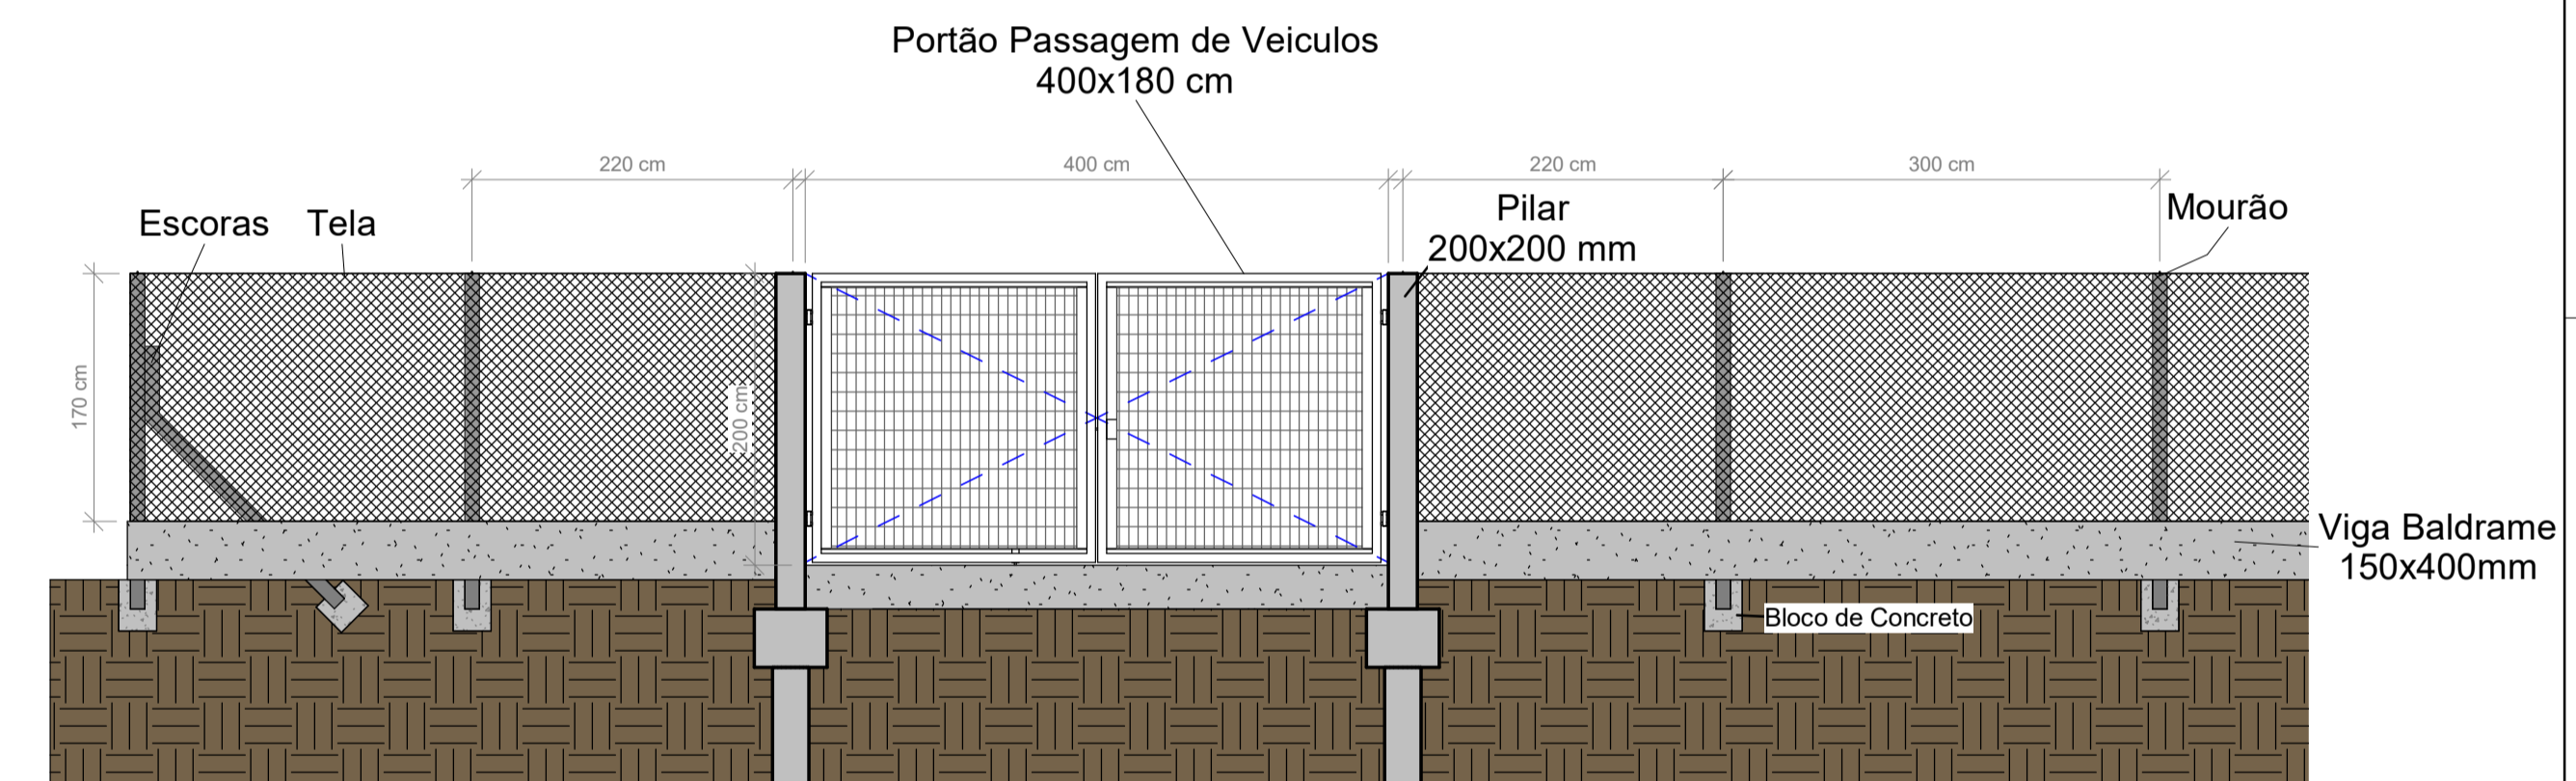 Portão Passagem de Veiculos
400x180 cm
220 cm
400 cm
220 cm
300 cm
Escoras
Tela
Pilar
200x200 mm
Mourão
170 cm
200 cm
Viga Baldrame
150x400mm
Bloco de Concreto